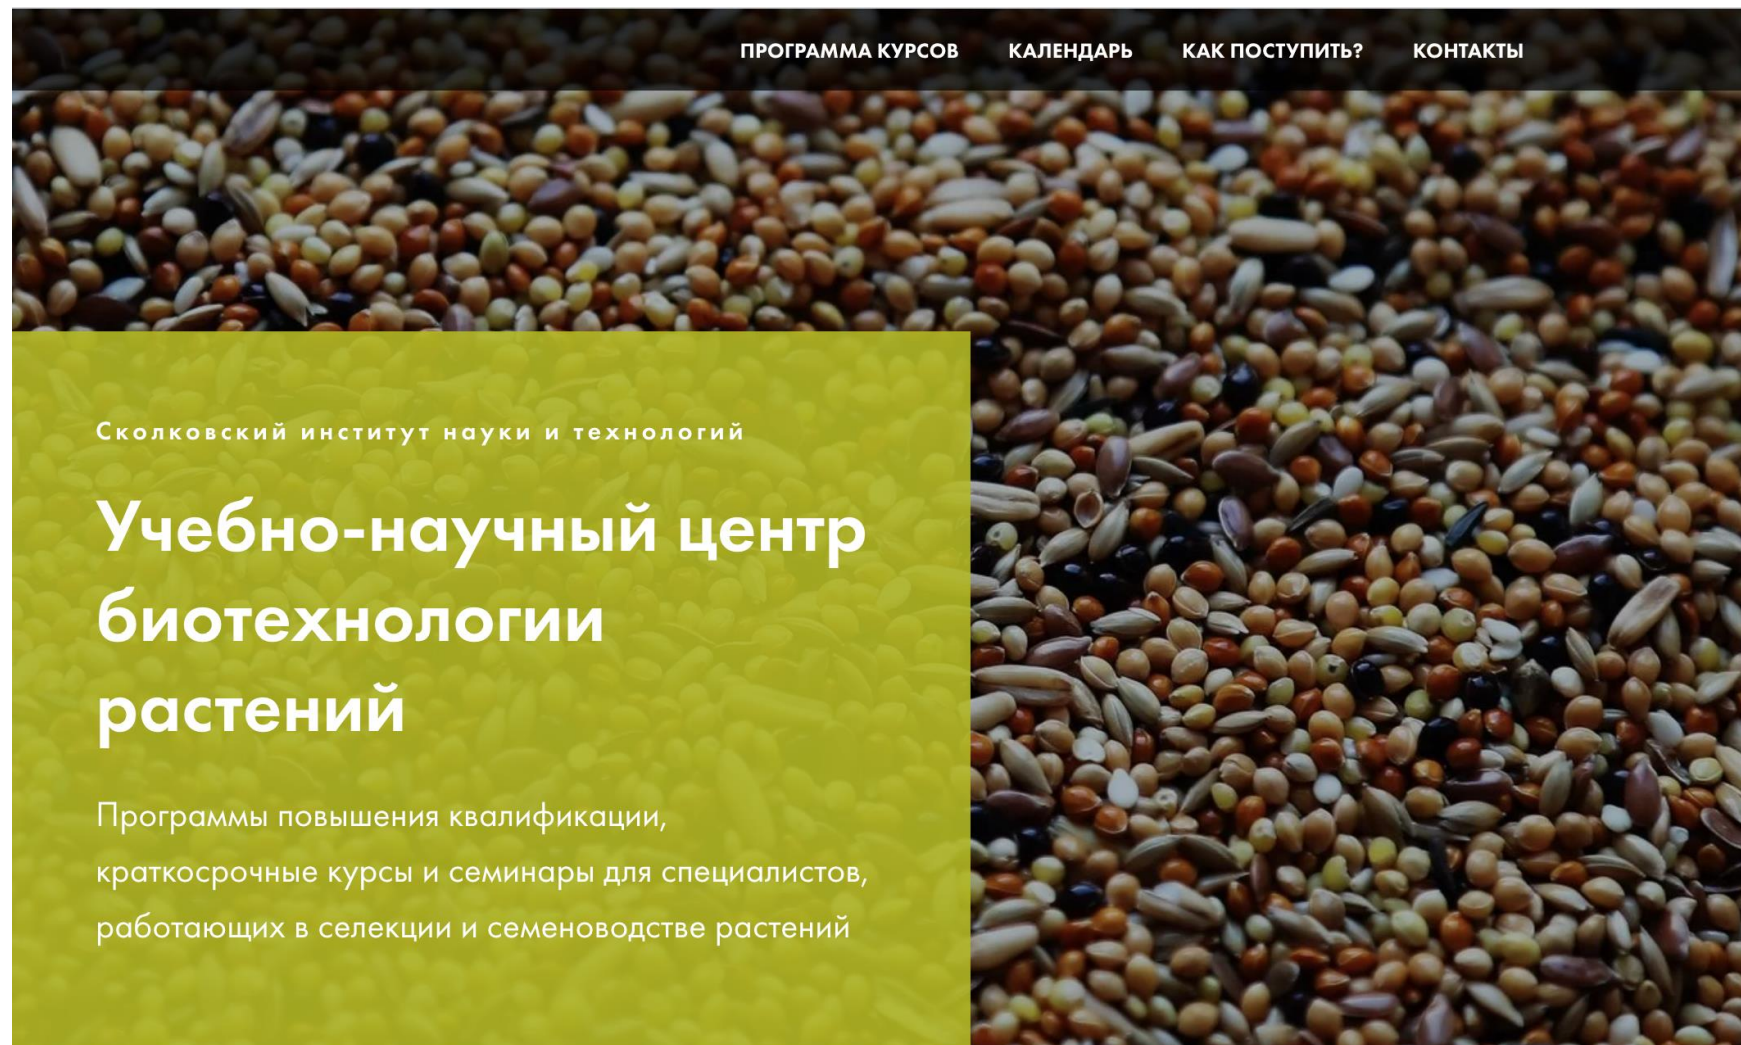 ПРОГРАММА КУРСОВ КАЛЕНДАРЬ КАК ПОСТУПИТЬ? КОНТАКТЫ
Сколковский институт науки и технологий
Учебно-научный центр
биотехнологии
растений
Программы повышения квалификации,
краткосрочные курсы и семинары для специалистов,
работающих в селекции и семеноводстве растений